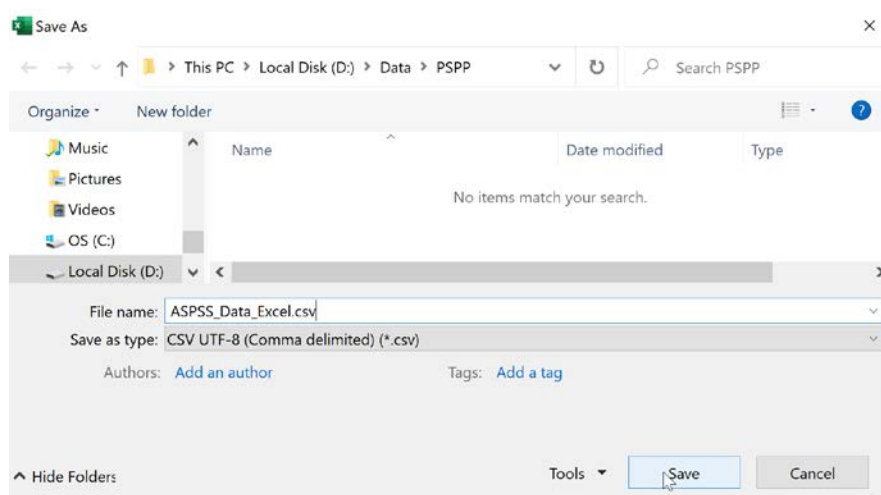 Save As
This PC > Local Disk (D:) > Data > PSPP
Search PSPP
Organize
New folder
Music
Name
Date modified
Type
Pictures
No items match your search.
Videos
OS (C:)
Local Disk (D:)
File name: ASPSS_Data_Excel.csv
Save as type: CSV UTF-8 (Comma delimited) (*.csv)
Authors: Add an author
Tags: Add a tag
Hide Folders
Tools
Save
Cancel